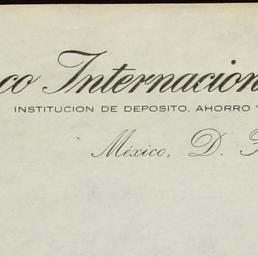 co Internacion
INSTITUCION DE DEPOSITO, AHORRO
México, D.